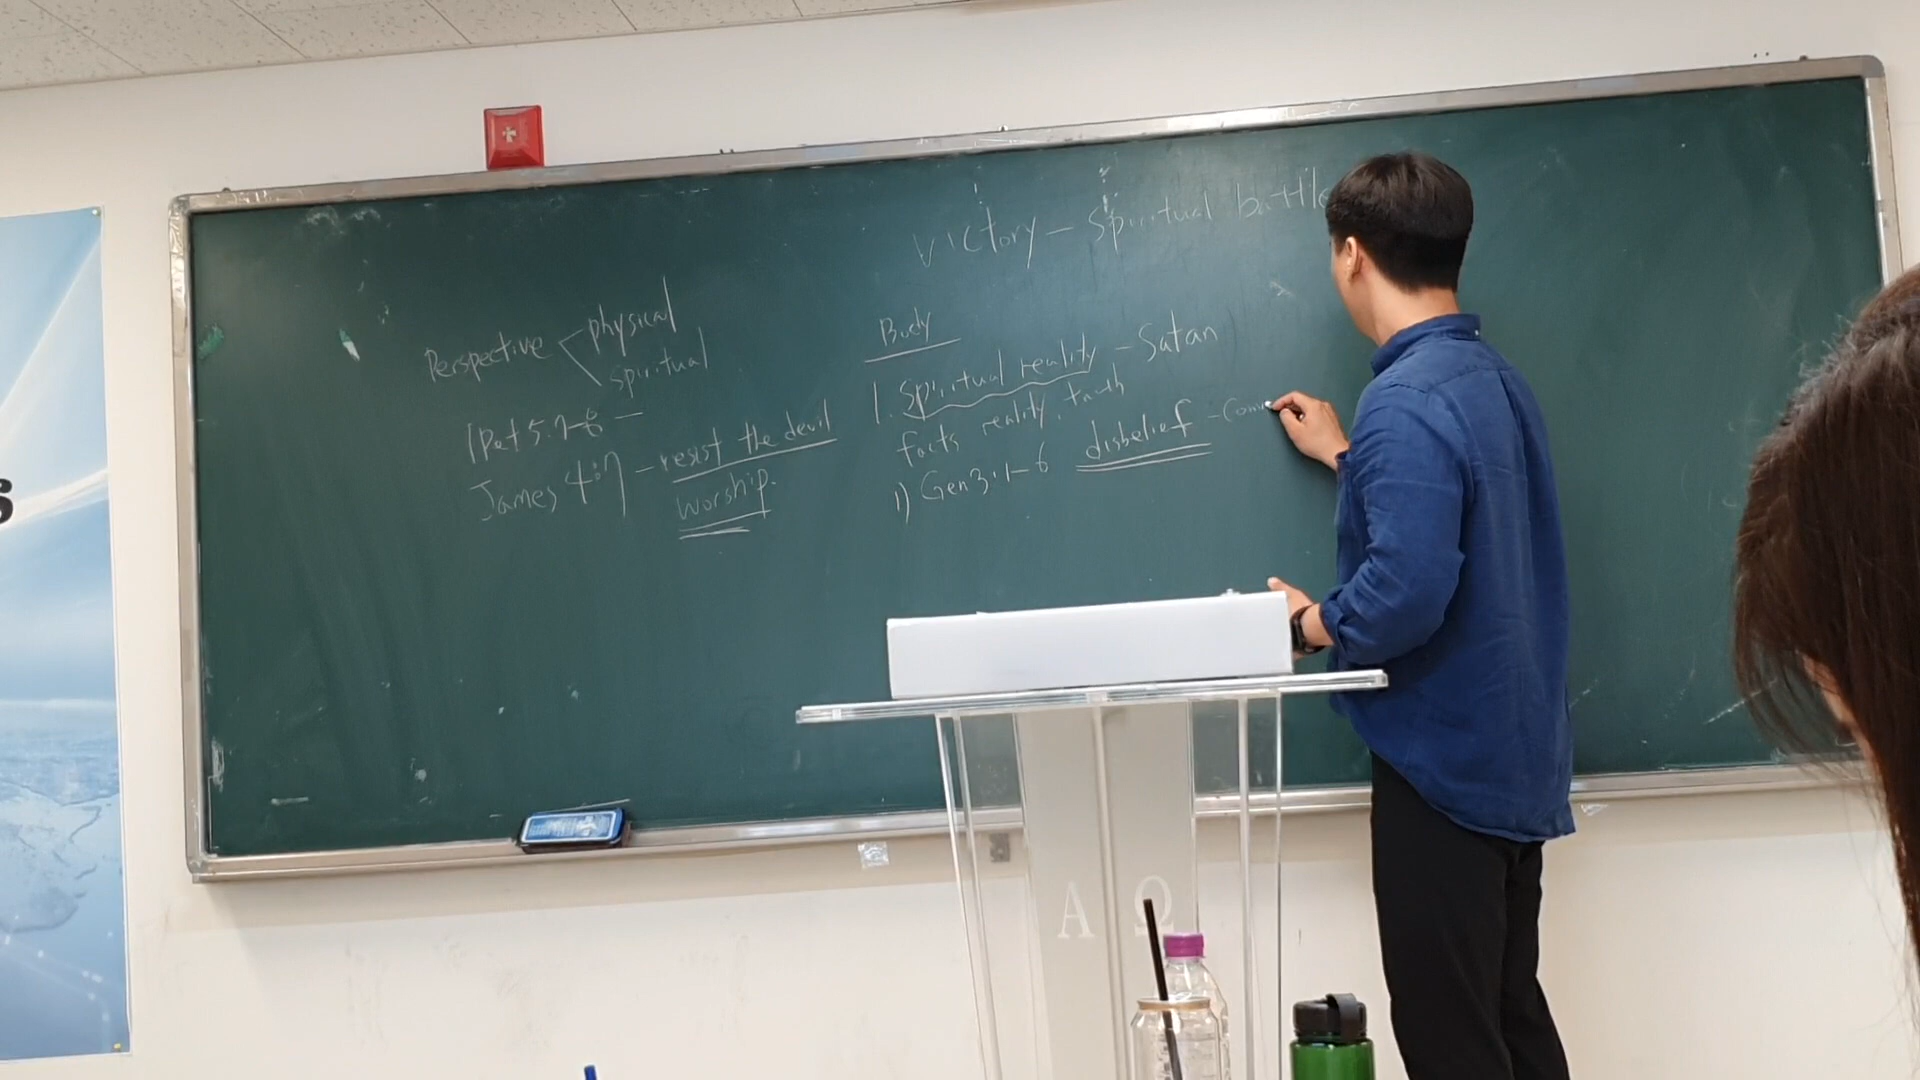 Victory - Spiritual battle
Perspective < physical
spiritual
1Pet 5:7-8 -
James 4:7 - resist the devil
worship.
Body
1. Spiritual reality - Satan
facts reality, truth
1) Gen 3:1-6 disbelief -
A Ω
s